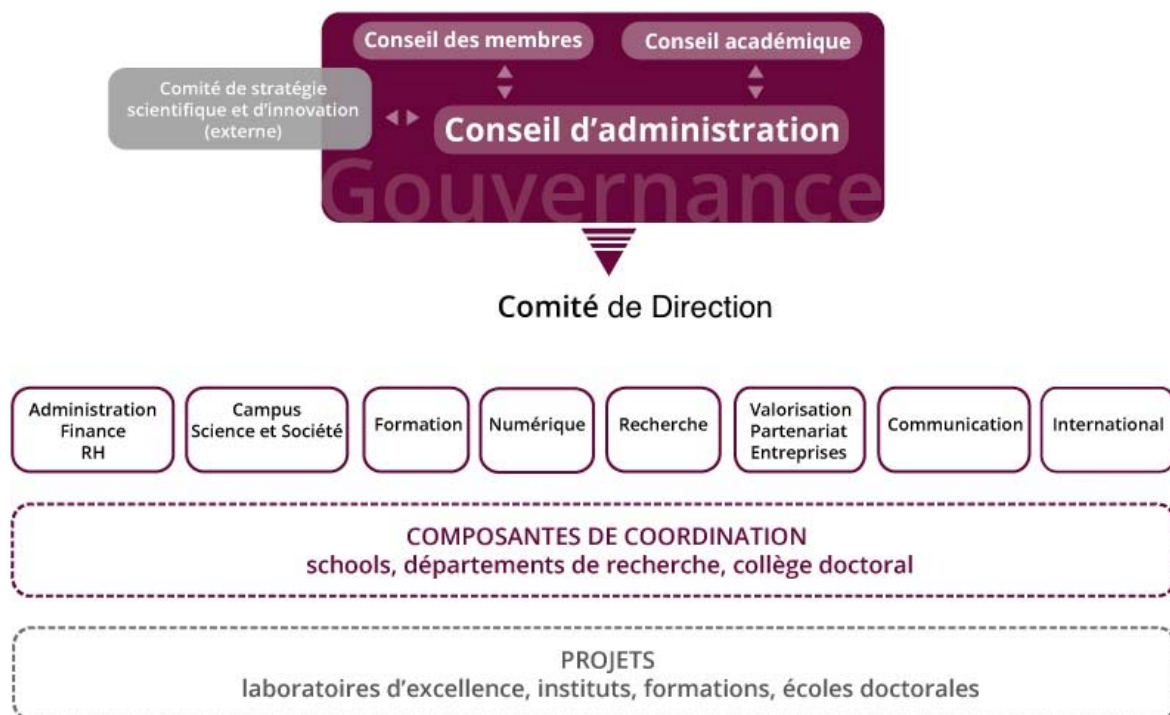 Conseil des membres
Conseil académique
Comité de stratégie
scientifique et d'innovation
(externe)
Conseil d'administration
Gouvernance
Comité de Direction
Administration
Finance
RH
Campus
Science et Société
Formation
Numérique
Recherche
Valorisation
Partenariat
Entreprises
Communication
International
COMPOSANTES DE COORDINATION
schools, départements de recherche, collège doctoral
PROJETS
laboratoires d'excellence, instituts, formations, écoles doctorales